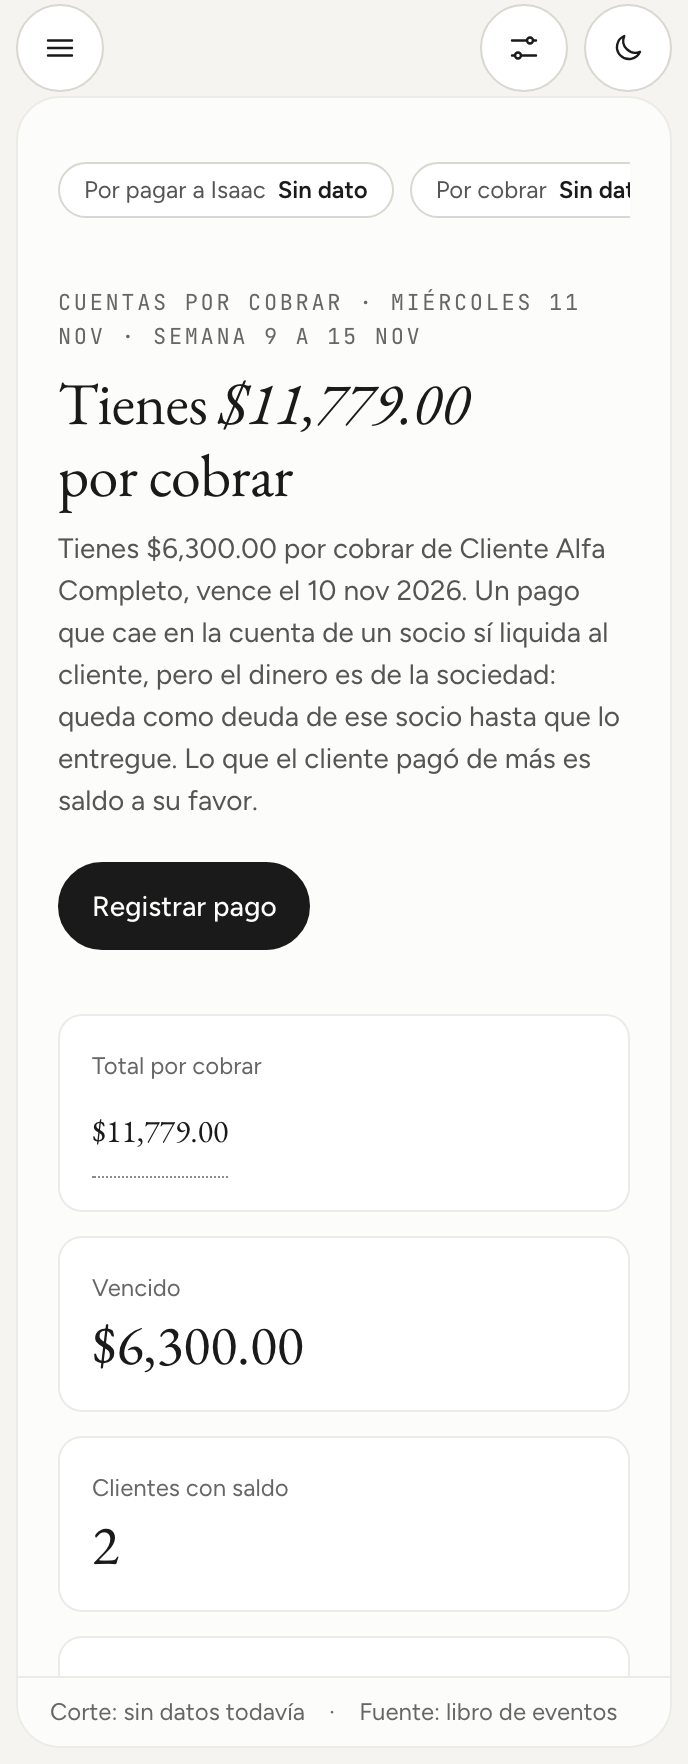 Por pagar a Isaac Sin dato
Por cobrar Sin dat
CUENTAS POR COBRAR · MIÉRCOLES 11
NOV · SEMANA 9 A 15 NOV
Tienes $11,779.00
por cobrar
Tienes $6,300.00 por cobrar de Cliente Alfa
Completo, vence el 10 nov 2026. Un pago
que cae en la cuenta de un socio sí liquida al
cliente, pero el dinero es de la sociedad:
queda como deuda de ese socio hasta que lo
entregue. Lo que el cliente pagó de más es
saldo a su favor.
Registrar pago
Total por cobrar
$11,779.00
Vencido
$6,300.00
Clientes con saldo
2
Corte: sin datos todavía · Fuente: libro de eventos